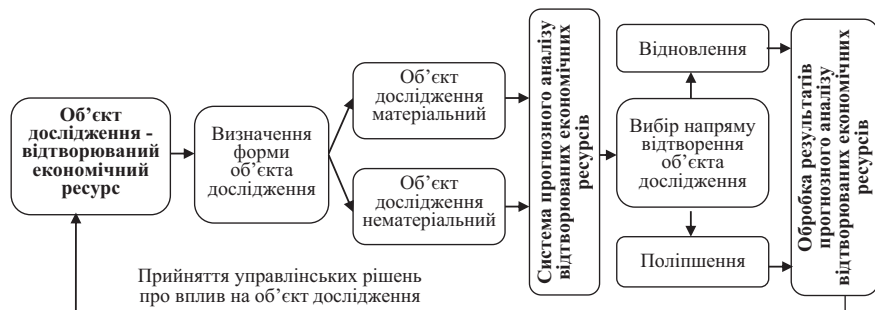 Об’єкт
дослідження -
відтворюваний
економічний
ресурс
Визначення
форми
об’єкта
дослідження
Об’єкт
дослідження
матеріальний
Об’єкт
дослідження
нематеріальний
Система прогнозного аналізу
відтворюваних економічних
ресурсів
Відновлення
Вибір напряму
відтворення
об’єкта
дослідження
Поліпшення
Обробка результатів
прогнозного аналізу
відтворюваних економічних
ресурсів
Прийняття управлінських рішень
про вплив на об’єкт дослідження